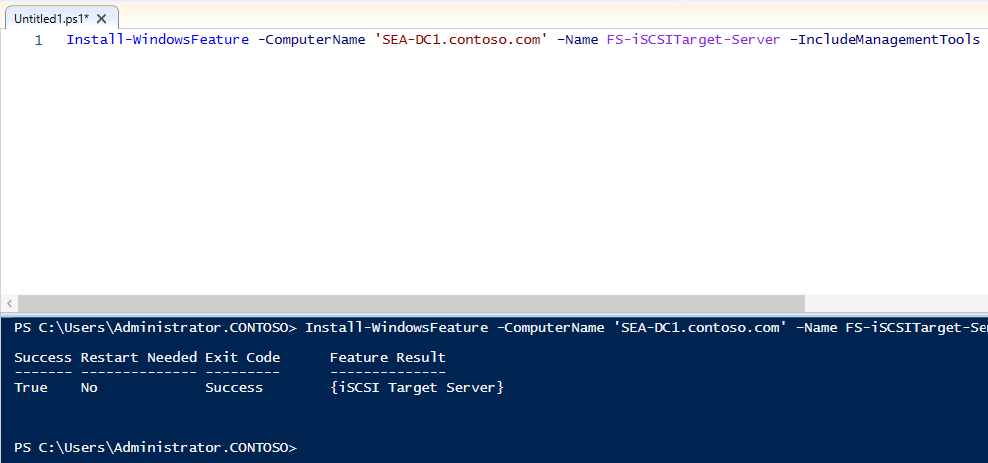 Untitled1.ps1* X
1 Install-WindowsFeature -ComputerName 'SEA-DC1.contoso.com' -Name FS-iSCSITarget-Server -IncludeManagementTools
PS C:\Users\Administrator.CONTOSO> Install-WindowsFeature -ComputerName 'SEA-DC1.contoso.com' -Name FS-iSCSITarget-Se
Success Restart Needed Exit Code Feature Result
------- -------------- --------- --------------
True No Success {iSCSI Target Server}
PS C:\Users\Administrator.CONTOSO>